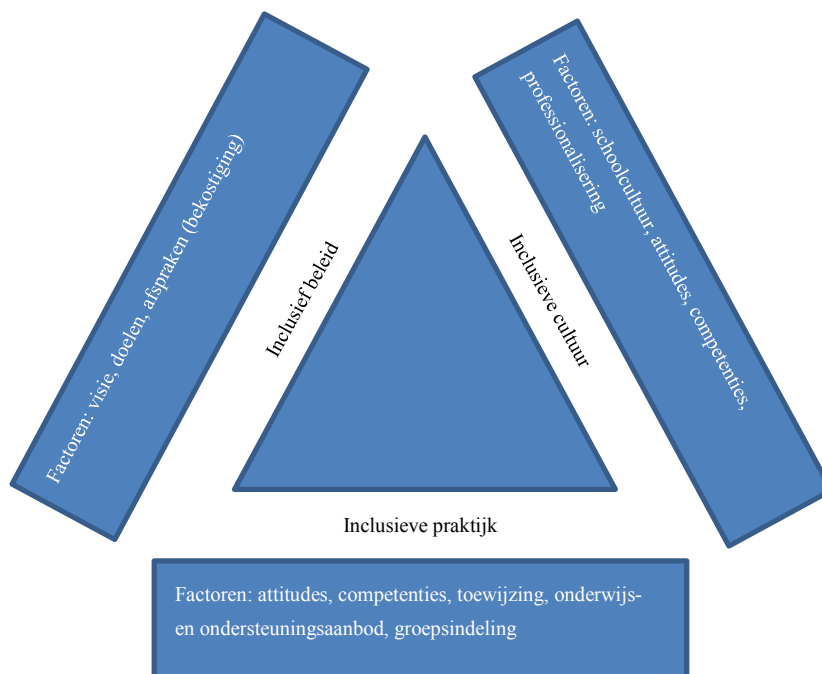 Factoren: visie, doelen, afspraken (bekostiging)
Inclusief beleid
Inclusieve cultuur
Factoren: schoolcultuur, attitudes, competenties,
professionalisering
Inclusieve praktijk
Factoren: attitudes, competenties, toewijzing, onderwijs-
en ondersteuningsaanbod, groepsindeling